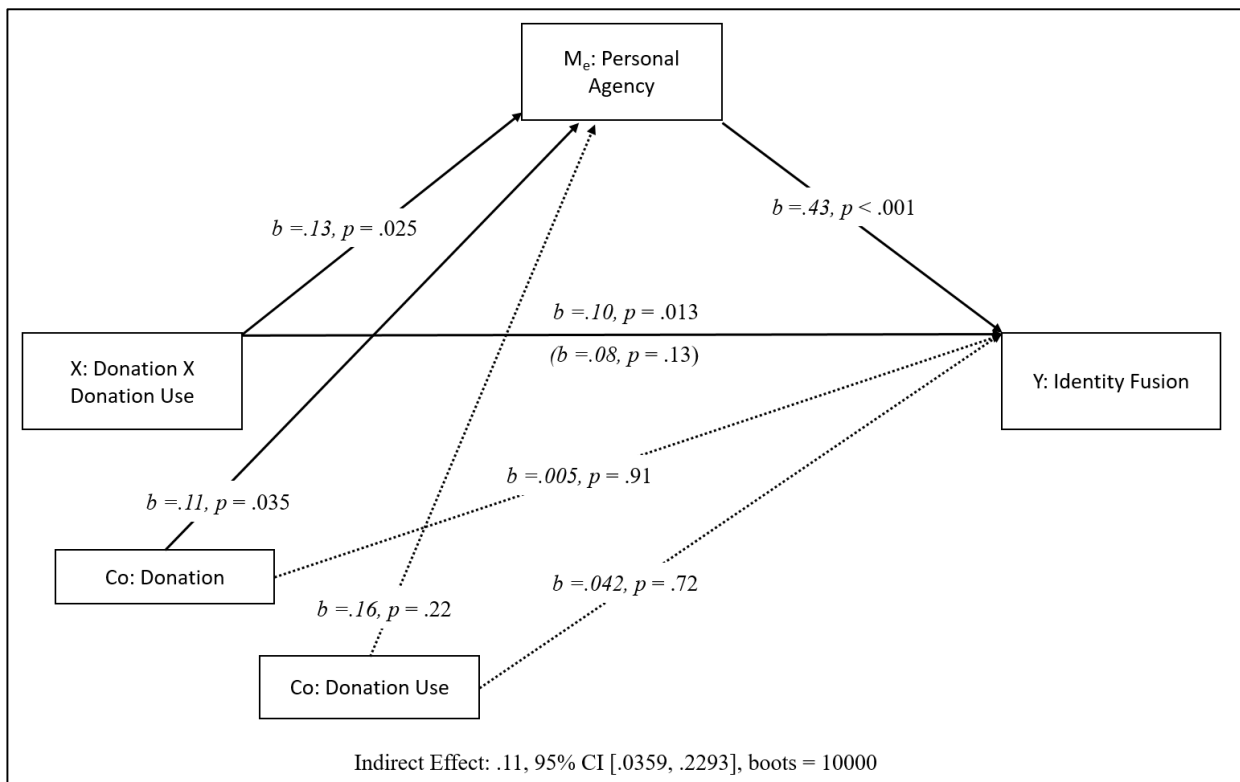 Me: Personal
Agency
b =.13, p = .025
b =.43, p < .001
b =.10, p = .013
(b =.08, p = .13)
X: Donation X
Donation Use
Y: Identity Fusion
b =.11, p = .035
b =.005, p = .91
Co: Donation
b =.16, p = .22
b =.042, p = .72
Co: Donation Use
Indirect Effect: .11, 95% CI [.0359, .2293], boots = 10000